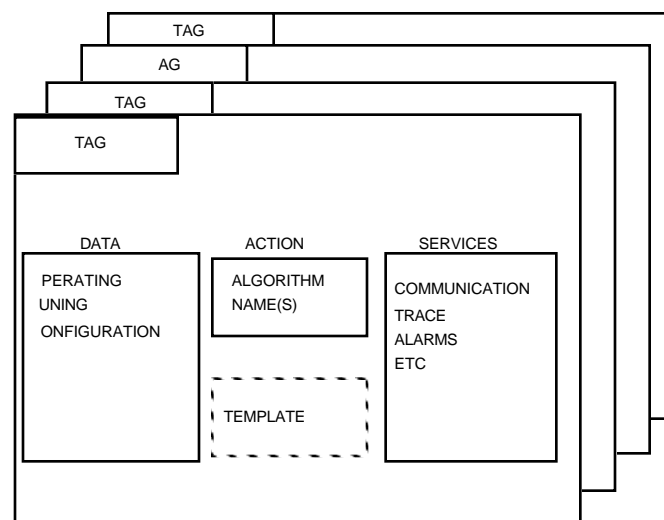 TAG
AG
TAG
TAG
DATA
PERATING
UNING
ONFIGURATION
ACTION
ALGORITHM
NAME(S)
TEMPLATE
SERVICES
COMMUNICATION
TRACE
ALARMS
ETC